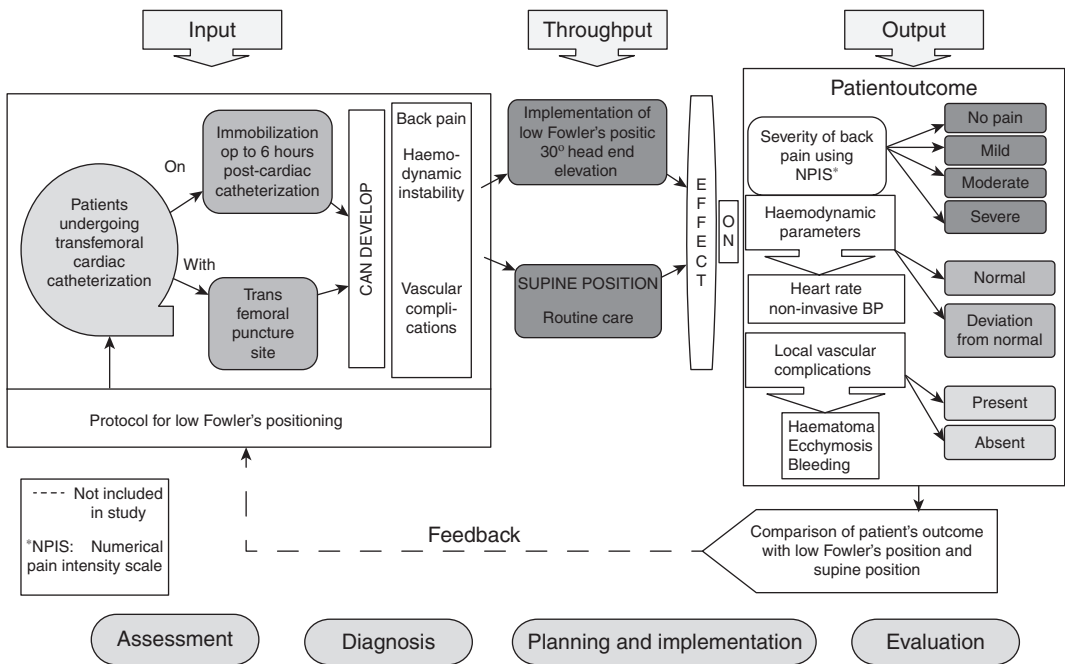 Input
Throughput
Output
Patients
undergoing
transfemoral
cardiac
catheterization
On
With
Immobilization
op to 6 hours
post-cardiac
catheterization
Trans
femoral
puncture
site
CAN DEVELOP
Back pain
Haemo-
dynamic
instability
Vascular
compli-
cations
Protocol for low Fowler's positioning
Implementation of
low Fowler's positic
30° head end
elevation
SUPINE POSITION
Routine care
EFFECT
ON
Patientoutcome
Severity of back
pain using
NPIS*
No pain
Mild
Moderate
Severe
Haemodynamic
parameters
Heart rate
non-invasive BP
Normal
Deviation
from normal
Local vascular
complications
Haematoma
Ecchymosis
Bleeding
Present
Absent
Comparison of patient's outcome
with low Fowler's position and
supine position
Feedback
---- Not included
in study
*NPIS: Numerical
pain intensity scale
Assessment
Diagnosis
Planning and implementation
Evaluation